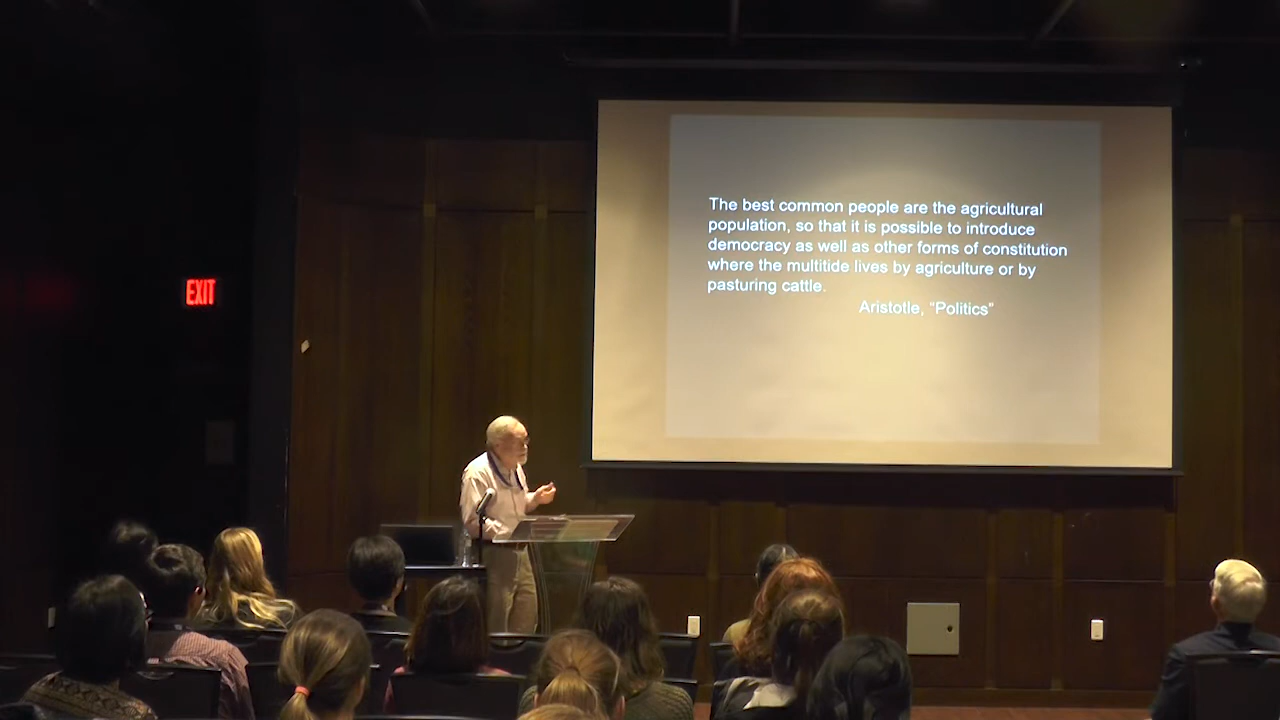 EXIT
The best common people are the agricultural
population, so that it is possible to introduce
democracy as well as other forms of constitution
where the multitide lives by agriculture or by
pasturing cattle.
Aristotle, “Politics”